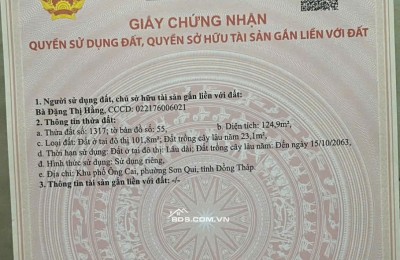 GIẤY CHỨNG NHẬN
QUYỀN SỬ DỤNG ĐẤT, QUYỀN SỞ HỮU TÀI SẢN GẮN LIỀN VỚI ĐẤT
1. Người sử dụng đất, chủ sở hữu tài sản gắn liền với đất:
Bà Đặng Thị Hằng, CCCD: 022176006021
2. Thông tin thửa đất:
a. Thửa đất số: 1317; tờ bản đồ số: 55, b. Diện tích: 124,9m²,
c. Loại đất: Đất ở tại đô thị 101,8m²; Đất trồng cây lâu năm 23,1m²,
d. Thời hạn sử dụng: Đất ở tại đô thị: Lâu dài; Đất trồng cây lâu năm: Đến ngày 15/10/2063,
đ. Hình thức sử dụng: Sử dụng riêng,
e. Địa chỉ: Khu phố Ông Cai, phường Sơn Qui, tỉnh Đồng Tháp.
3. Thông tin tài sản gắn liền với đất: -/-
BDS.COM.VN